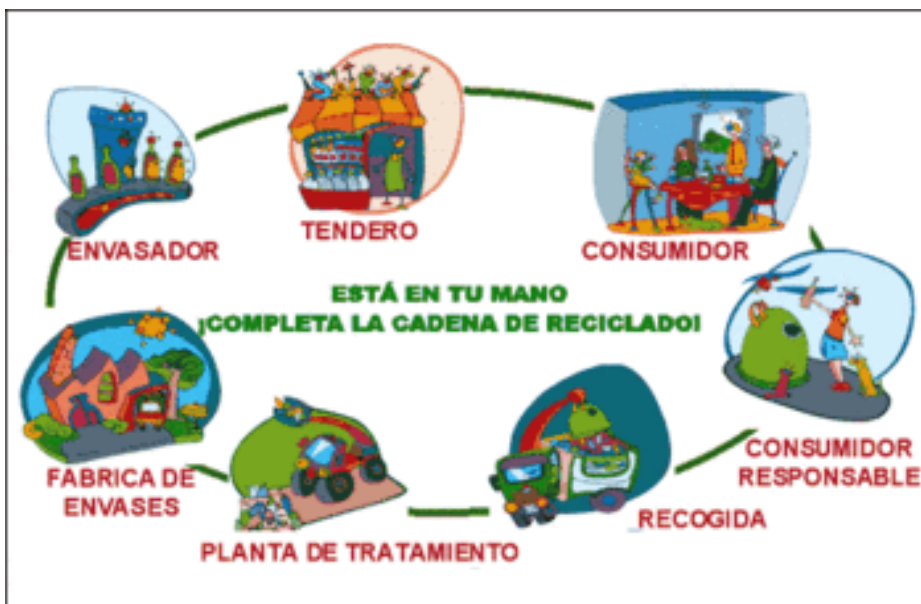 ENVASADOR
TENDERO
CONSUMIDOR
ESTÁ EN TU MANO
¡COMPLETA LA CADENA DE RECICLADO!
CONSUMIDOR
RESPONSABLE
RECOGIDA
PLANTA DE TRATAMIENTO
FABRICA DE
ENVASES